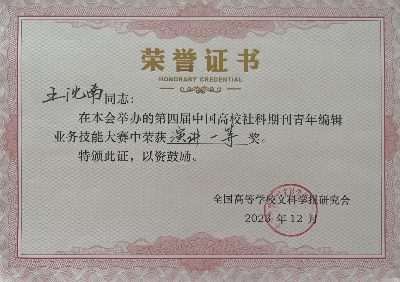 荣誉证书
HONORARY CREDENTIAL
王沈南同志：
在本会举办的第四届中国高校社科期刊青年编辑
业务技能大赛中荣获演讲一等奖。
特颁此证，以资鼓励。
全国高等学校文科学报研究会
2023年12月